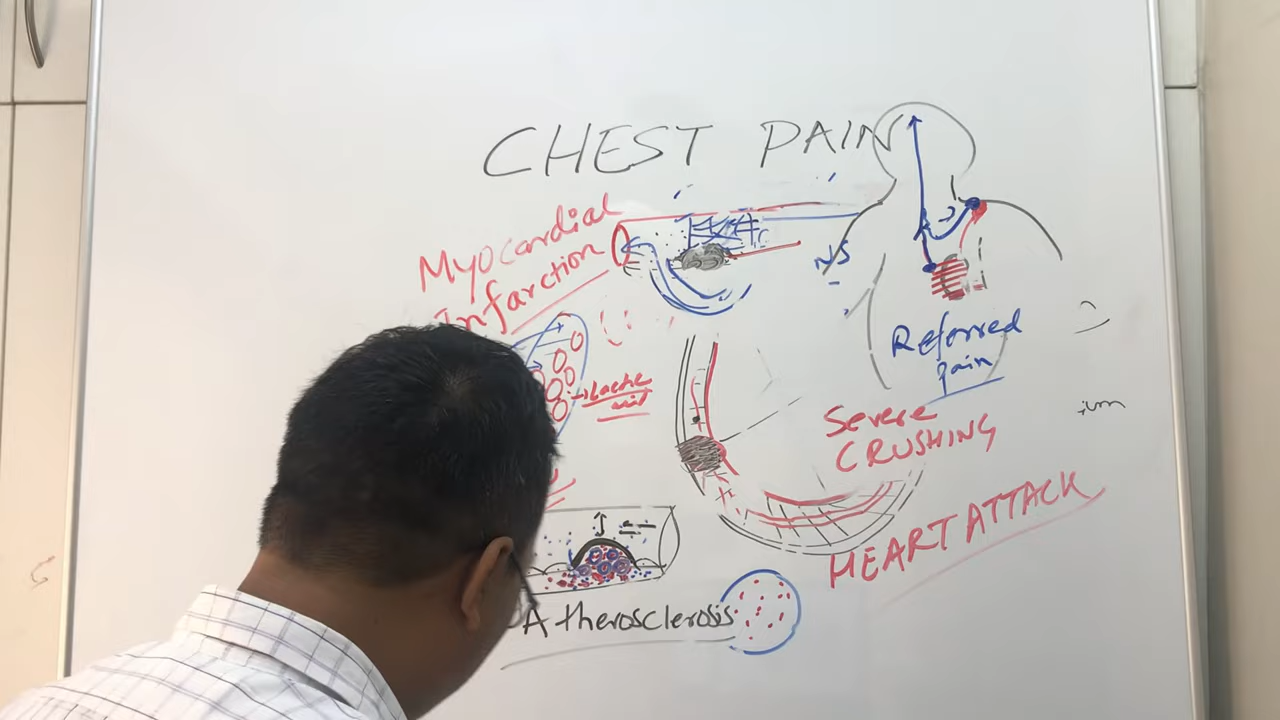 CHEST PAIN
Myocardial
Infarction
NS
Lactic
acid
Referred
pain
Severe
CRUSHING
HEART ATTACK
Atherosclerosis